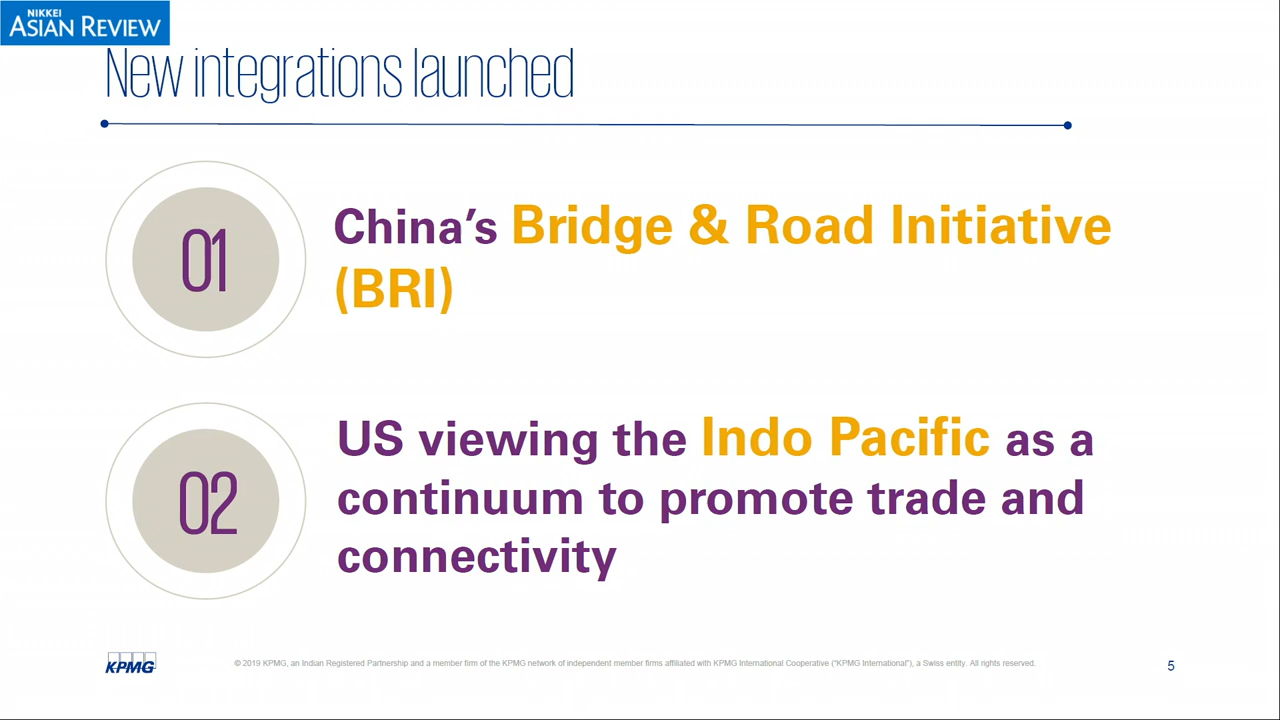 NIKKEI
ASIAN REVIEW
New integrations launched
01
China’s Bridge & Road Initiative
(BRI)
02
US viewing the Indo Pacific as a
continuum to promote trade and
connectivity
KPMG
© 2019 KPMG, an Indian Registered Partnership and a member firm of the KPMG network of independent member firms affiliated with KPMG International Cooperative (“KPMG International”), a Swiss entity. All rights reserved.
5